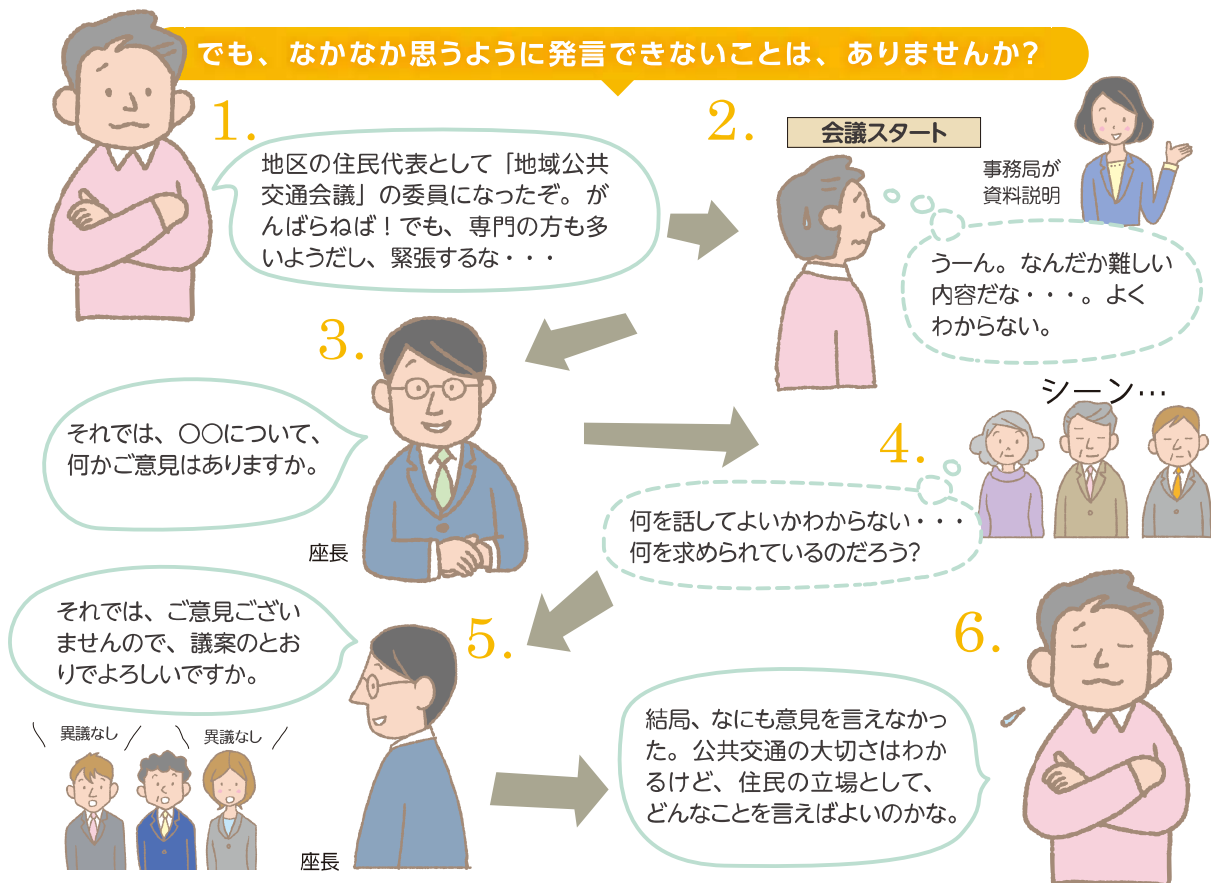 でも、なかなか思うように発言できないことは、ありませんか?
1.
地区の住民代表として「地域公共
交通会議」の委員になったぞ。が
んばらねば!でも、専門の方も多
いようだし、緊張するな・・・
2.
会議スタート
事務局が
資料説明
うーん。なんだか難しい
内容だな・・・。よく
わからない。
3.
それでは、〇〇について、
何かご意見はありますか。
座長
4.
シーン…
何を話してよいかわからない・・・
何を求められているのだろう?
5.
それでは、ご意見ござい
ませんので、議案のとお
りでよろしいですか。
異議なし
異議なし
座長
6.
結局、なにも意見を言えなかっ
た。公共交通の大切さはわか
るけど、住民の立場として、
どんなことを言えばよいのかな。